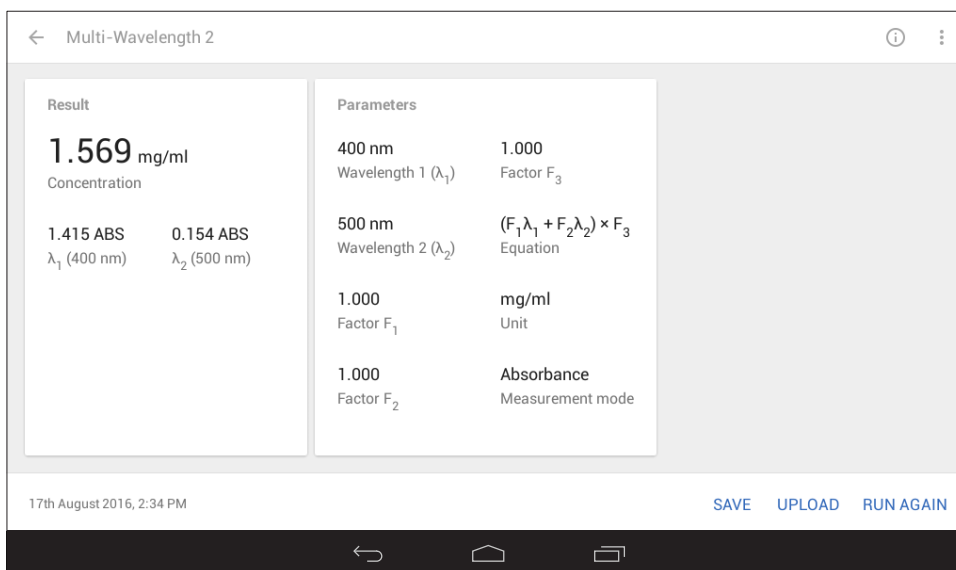 Multi-Wavelength 2
Result
1.569 mg/ml
Concentration
1.415 ABS
λ₁ (400 nm)
0.154 ABS
λ₂ (500 nm)
Parameters
400 nm
Wavelength 1 (λ₁)
500 nm
Wavelength 2 (λ₂)
1.000
Factor F₁
1.000
Factor F₂
1.000
Factor F₃
(F₁λ₁ + F₂λ₂) × F₃
Equation
mg/ml
Unit
Absorbance
Measurement mode
17th August 2016, 2:34 PM
SAVE UPLOAD RUN AGAIN